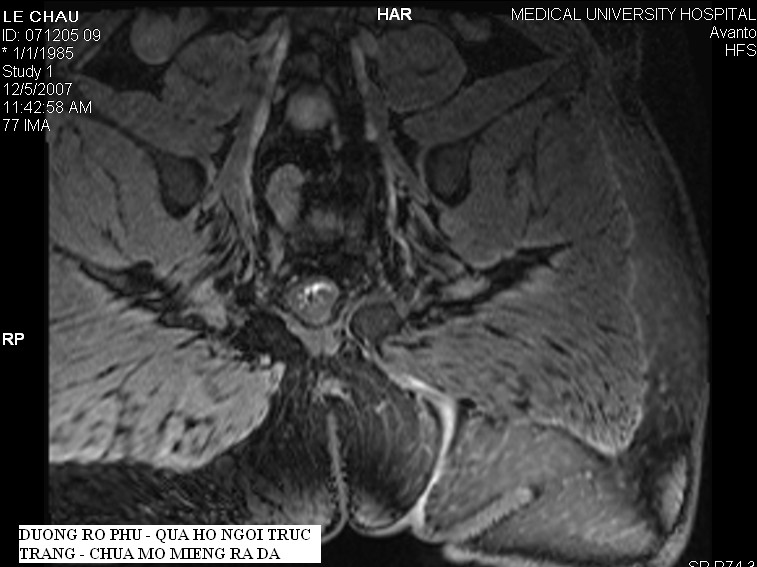 LE CHAU
ID: 071205 09
* 1/1/1985
Study 1
12/5/2007
11:42:58 AM
77 IMA
HAR
MEDICAL UNIVERSITY HOSPITAL
Avanto
HFS
RP
DUONG RO PHU - QUA HO NGOI TRUC
TRANG - CHUA MO MIENG RA DA